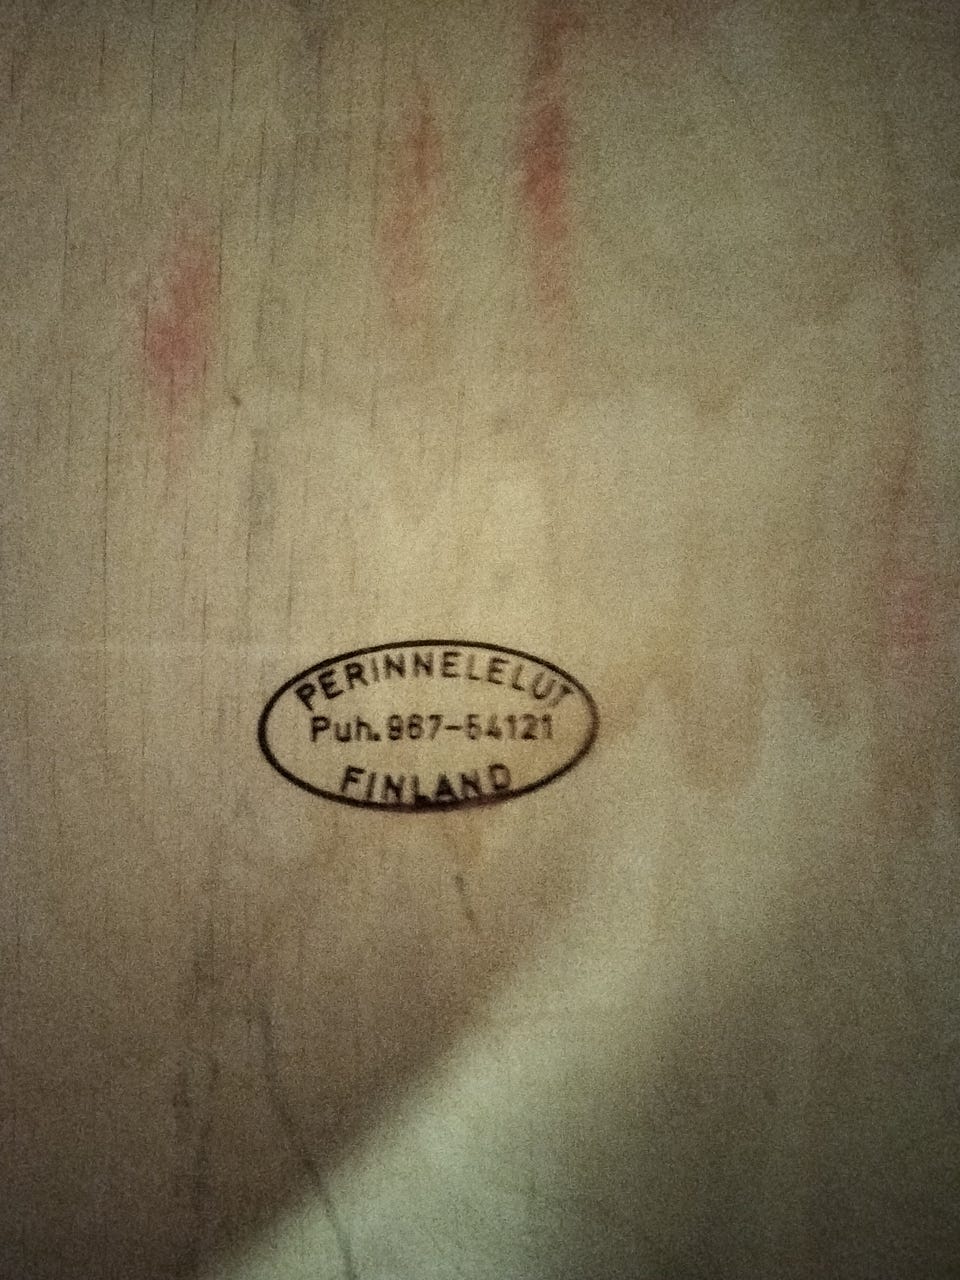 PERINNELELUT
Puh. 967-54121
FINLAND